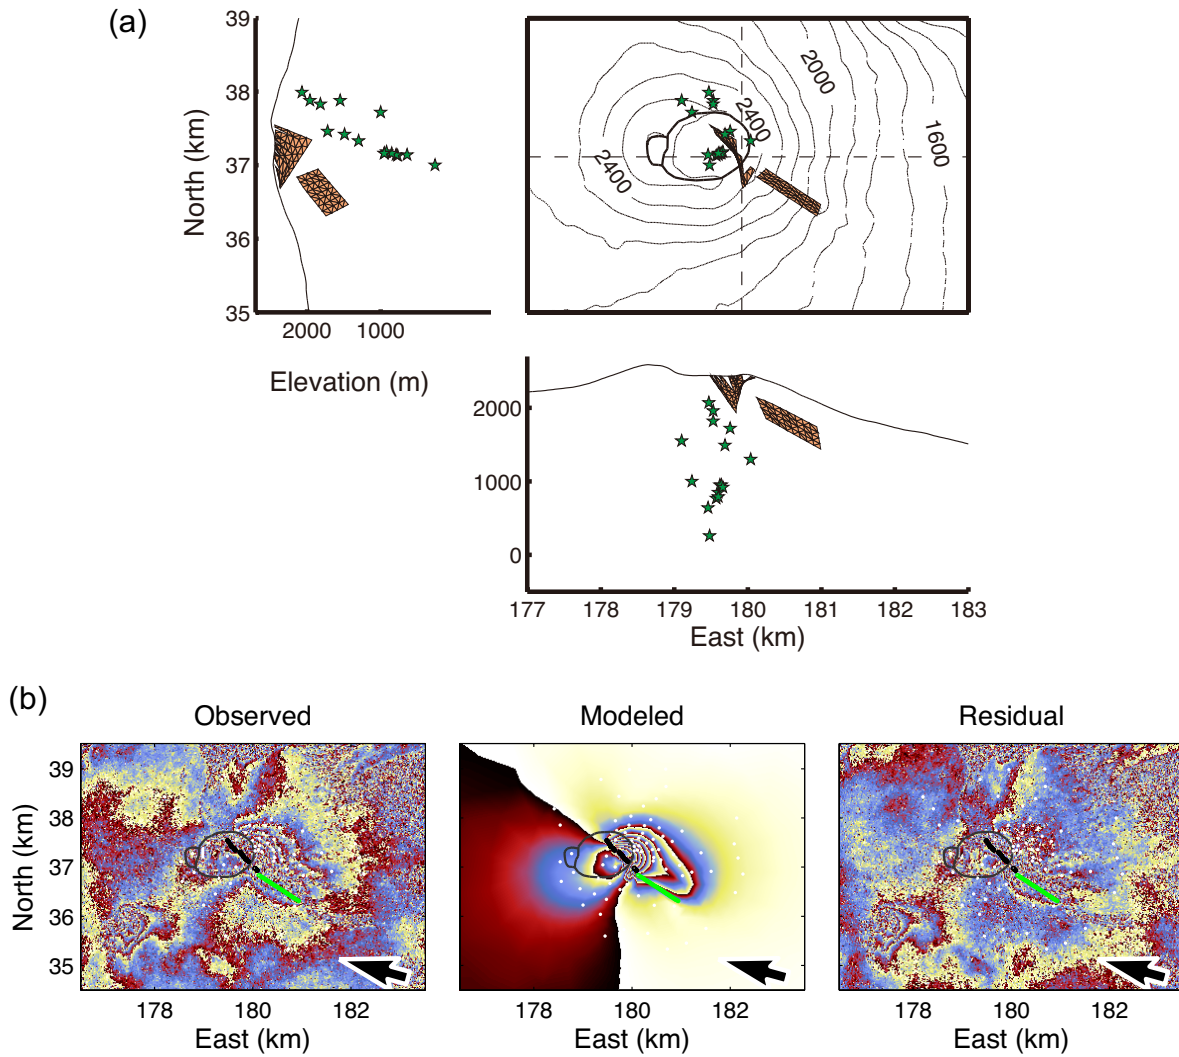 (a)
39
38
37
36
35
North (km)
2000 1000
Elevation (m)
2000
2400
2400
1600
2000
1000
0
177 178 179 180 181 182 183
East (km)
(b)
Observed Modeled Residual
39
38
37
36
35
North (km)
178 180 182 178 180 182 178 180 182
East (km) East (km) East (km)